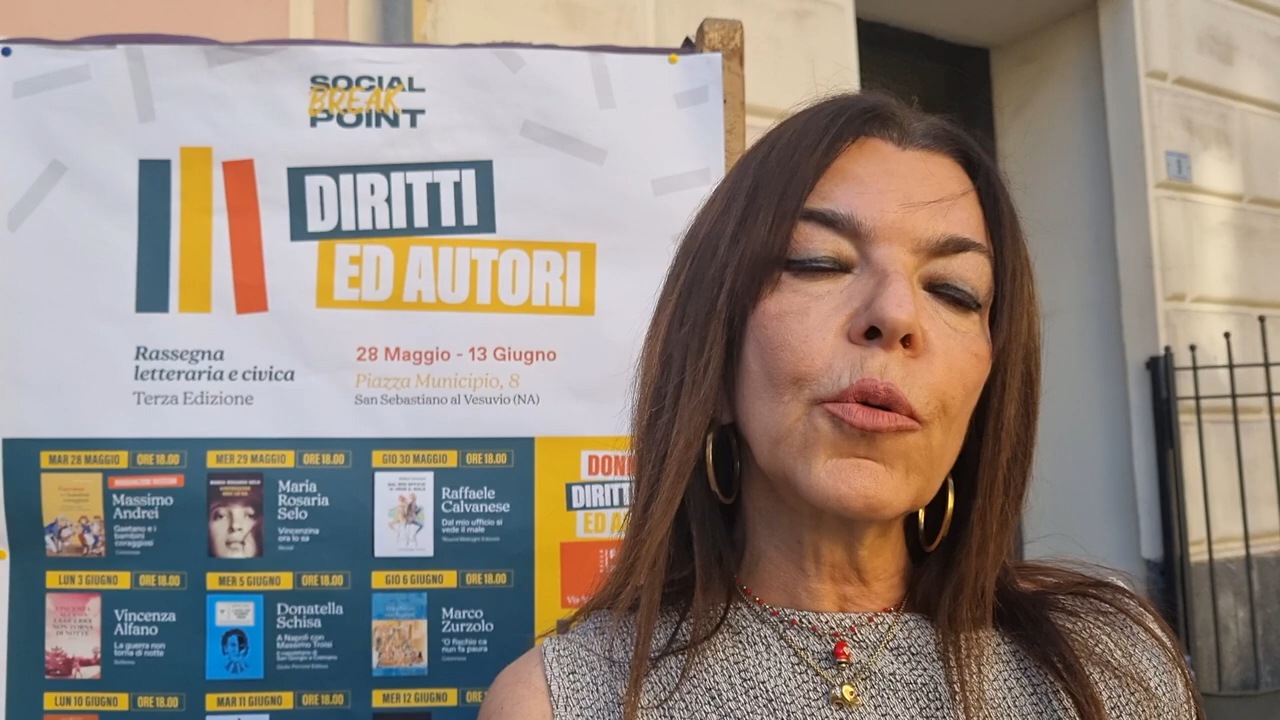 SOCIAL
BREAK
POINT
DIRITTI
ED AUTORI
Rassegna
letteraria e civica
Terza Edizione
28 Maggio - 13 Giugno
Piazza Municipio, 8
San Sebastiano al Vesuvio (NA)
MAR 28 MAGGIO ORE 18.00
Massimo
Andrei
Gaetano e i
bambini
coraggiosi
MER 29 MAGGIO ORE 18.00
Maria
Rosaria
Selo
Vincenzina
ora lo sa
GIO 30 MAGGIO ORE 18.00
Raffaele
Calvanese
Dal mio ufficio si
vede il male
DIRITT
ED A
LUN 3 GIUGNO ORE 18.00
Vincenza
Alfano
La guerra non
torna di notte
MER 5 GIUGNO ORE 18.00
Donatella
Schisa
A Napoli con
Massimo Troisi
GIO 6 GIUGNO ORE 18.00
Marco
Zurzolo
'O fischio ca
nun fa paura
LUN 10 GIUGNO ORE 18.00
MAR 11 GIUGNO ORE 18.00
MER 12 GIUGNO